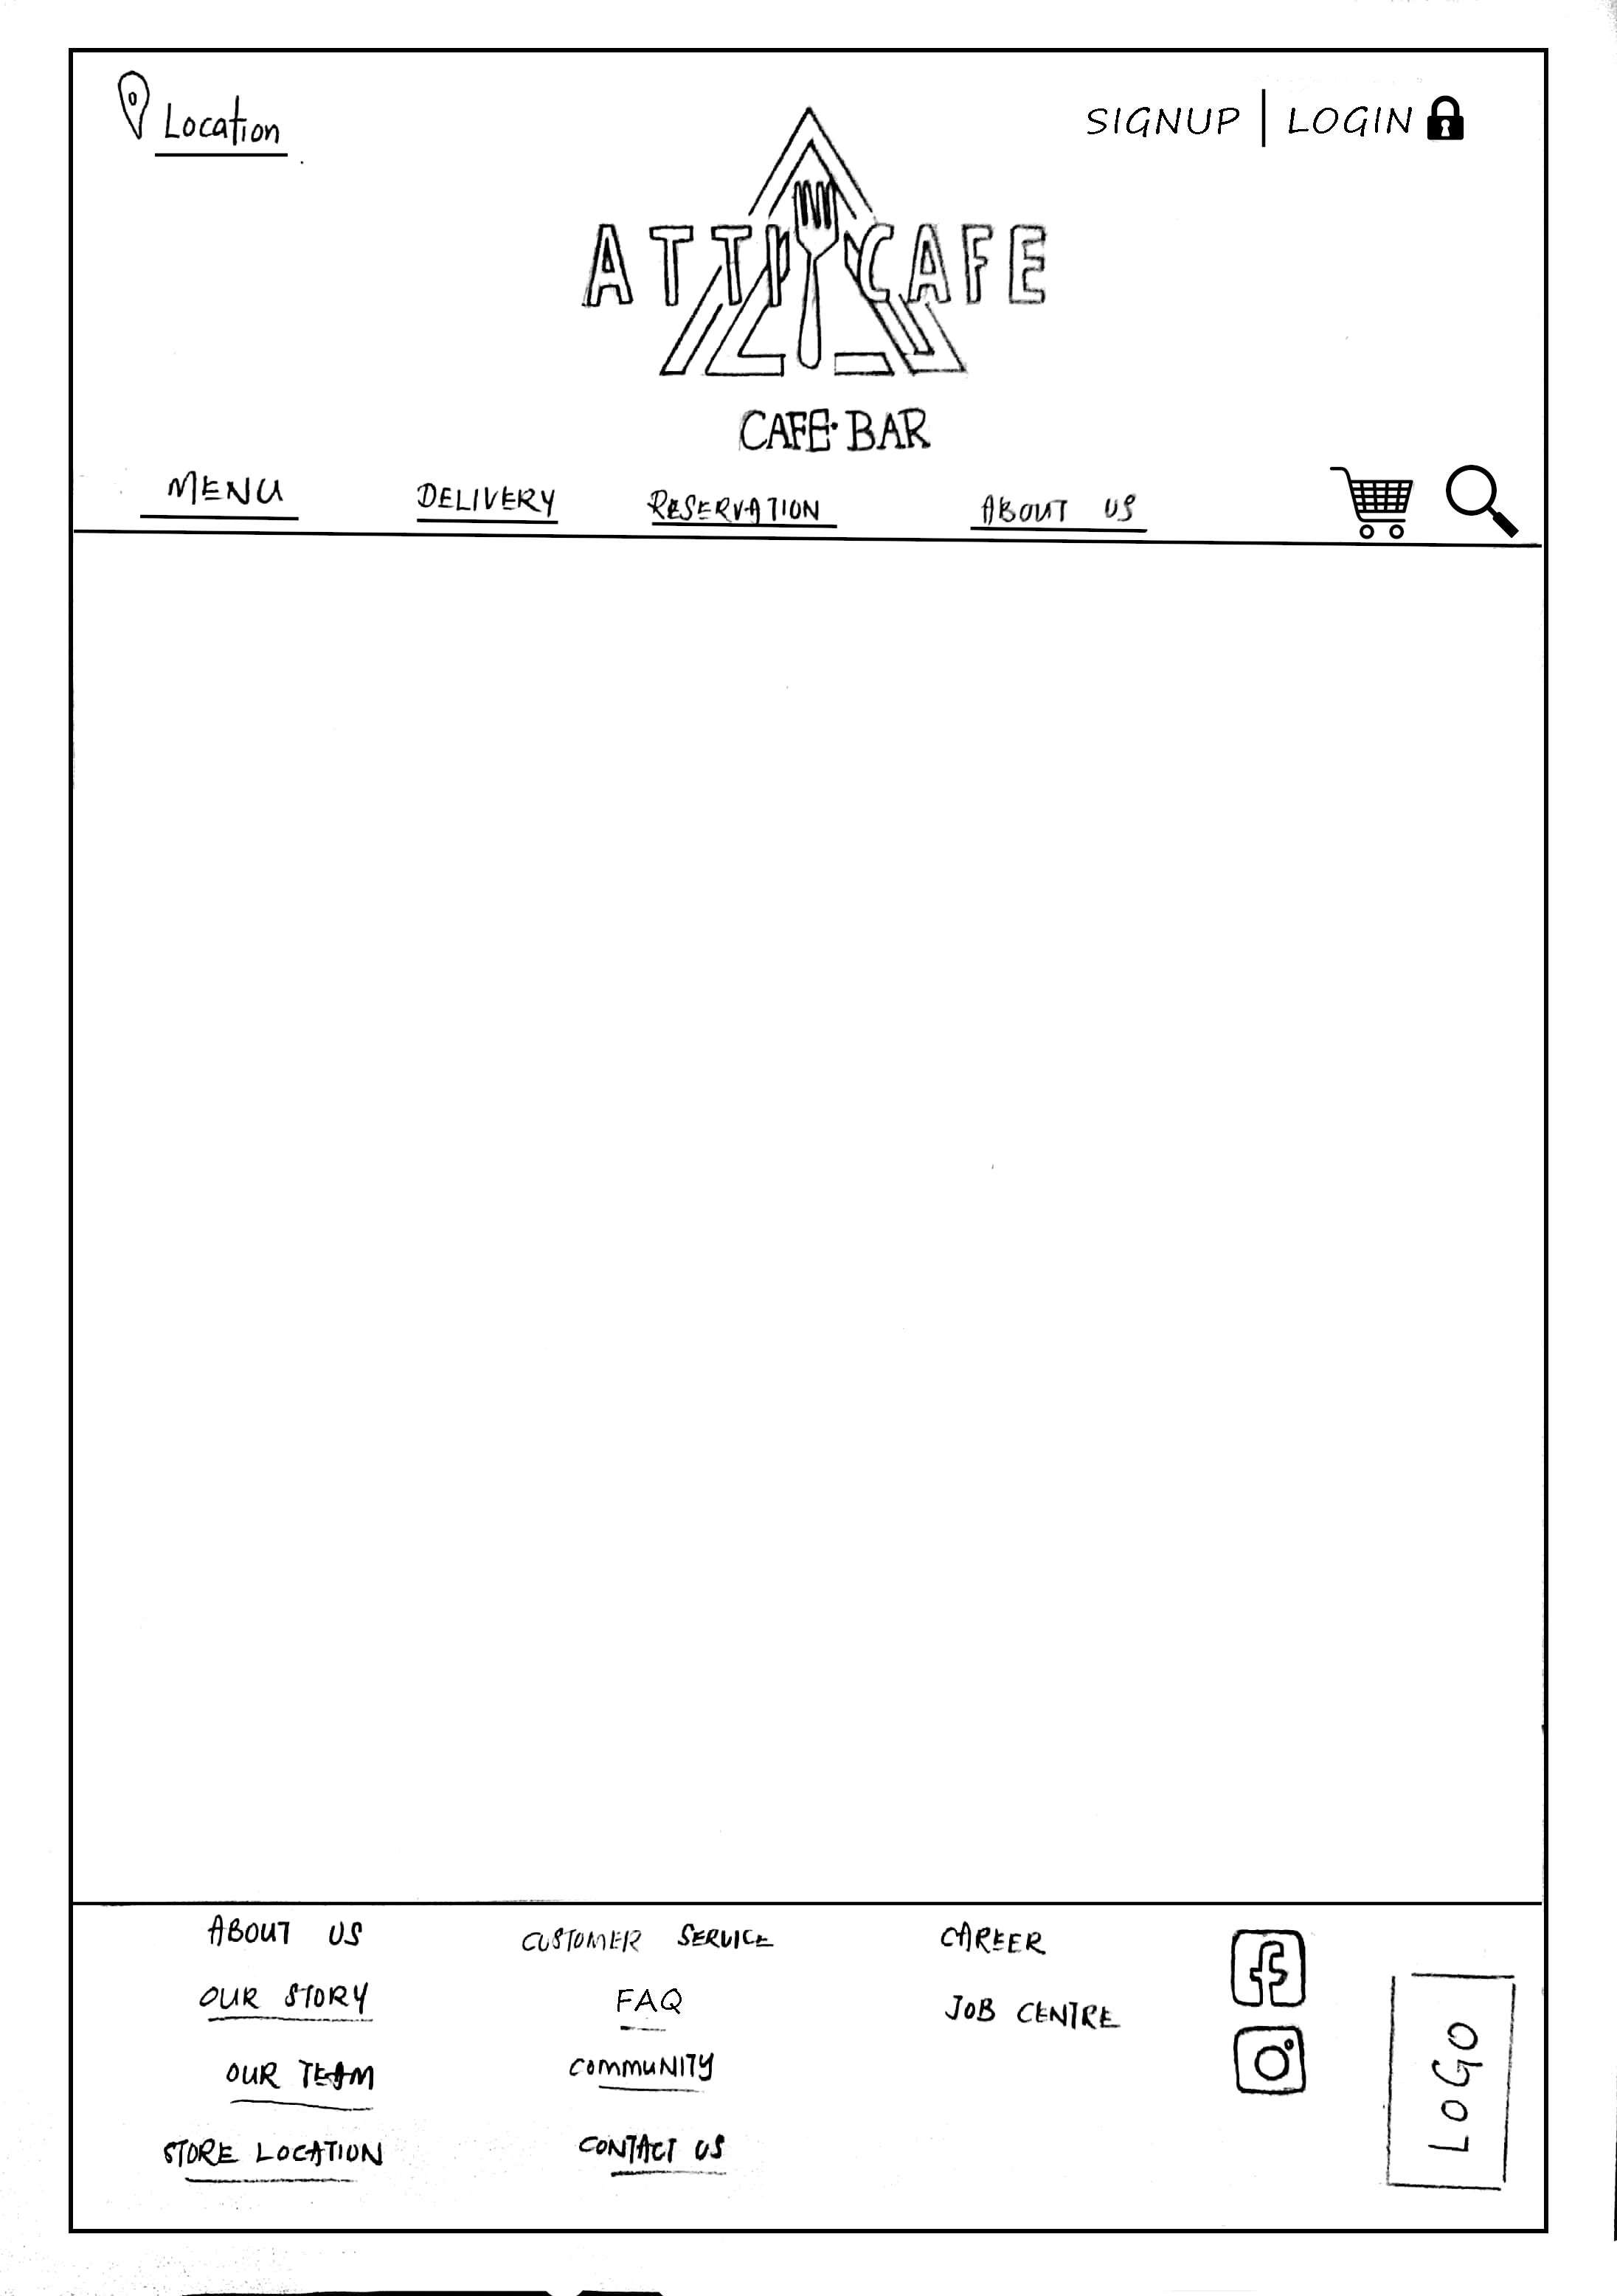 Location
SIGNUP | LOGIN
ATTI CAFE
CAFE·BAR
MENU
DELIVERY
RESERVATION
ABOUT US
ABOUT US
OUR STORY
OUR TEAM
STORE LOCATION
CUSTOMER SERVICE
FAQ
COMMUNITY
CONTACT US
CAREER
JOB CENTRE
LOGO